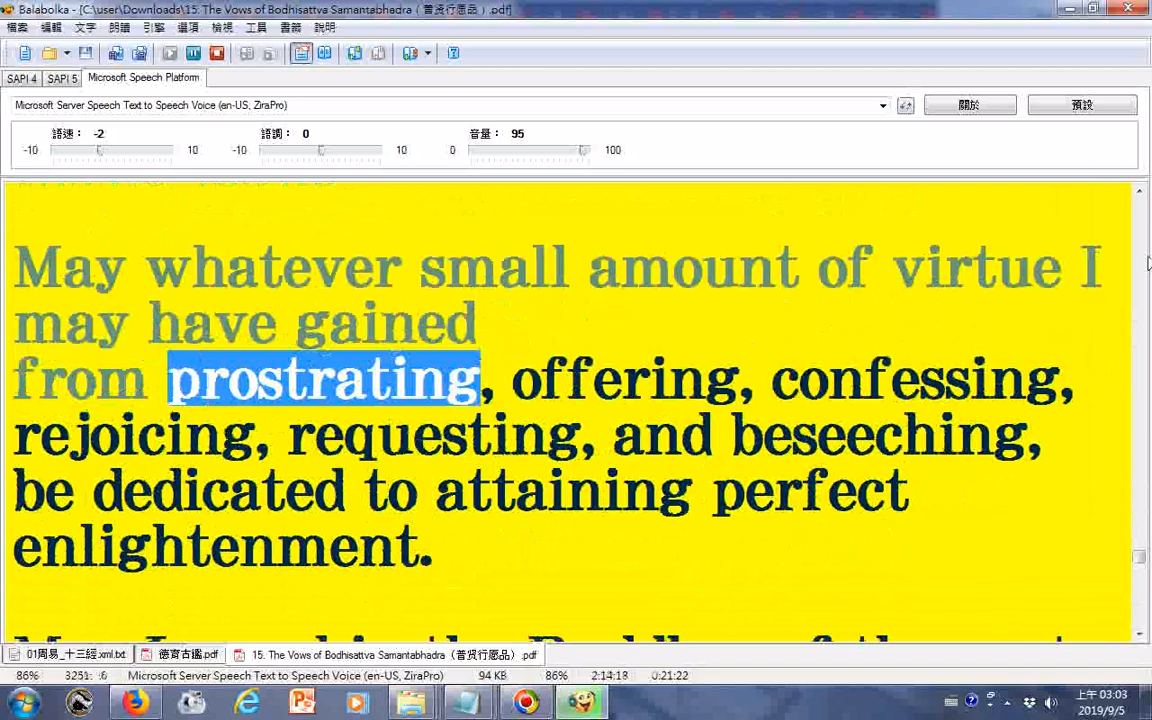 Balabolka - [C:\user\Downloads\15. The Vows of Bodhisattva Samantabhadra (普贤行愿品) .pdf]
檔案 編輯 文字 朗讀 引擎 選項 檢視 工具 書籤 說明
SAPI 4 SAPI 5 Microsoft Speech Platform
Microsoft Server Speech Text to Speech Voice (en-US, ZiraPro) 關於 預設
語速： -2 語調： 0 音量： 95
-10 10 -10 10 0 100
May whatever small amount of virtue I
may have gained
from prostrating, offering, confessing,
rejoicing, requesting, and beseeching,
be dedicated to attaining perfect
enlightenment.
01周易_十三經.xml.txt 德育古鑑.pdf 15. The Vows of Bodhisattva Samantabhadra (普贤行愿品) .pdf
86% Microsoft Server Speech Text to Speech Voice (en-US, ZiraPro) 94 KB 86% 2:14:18 0:21:22
上午 03:03
2019/9/5